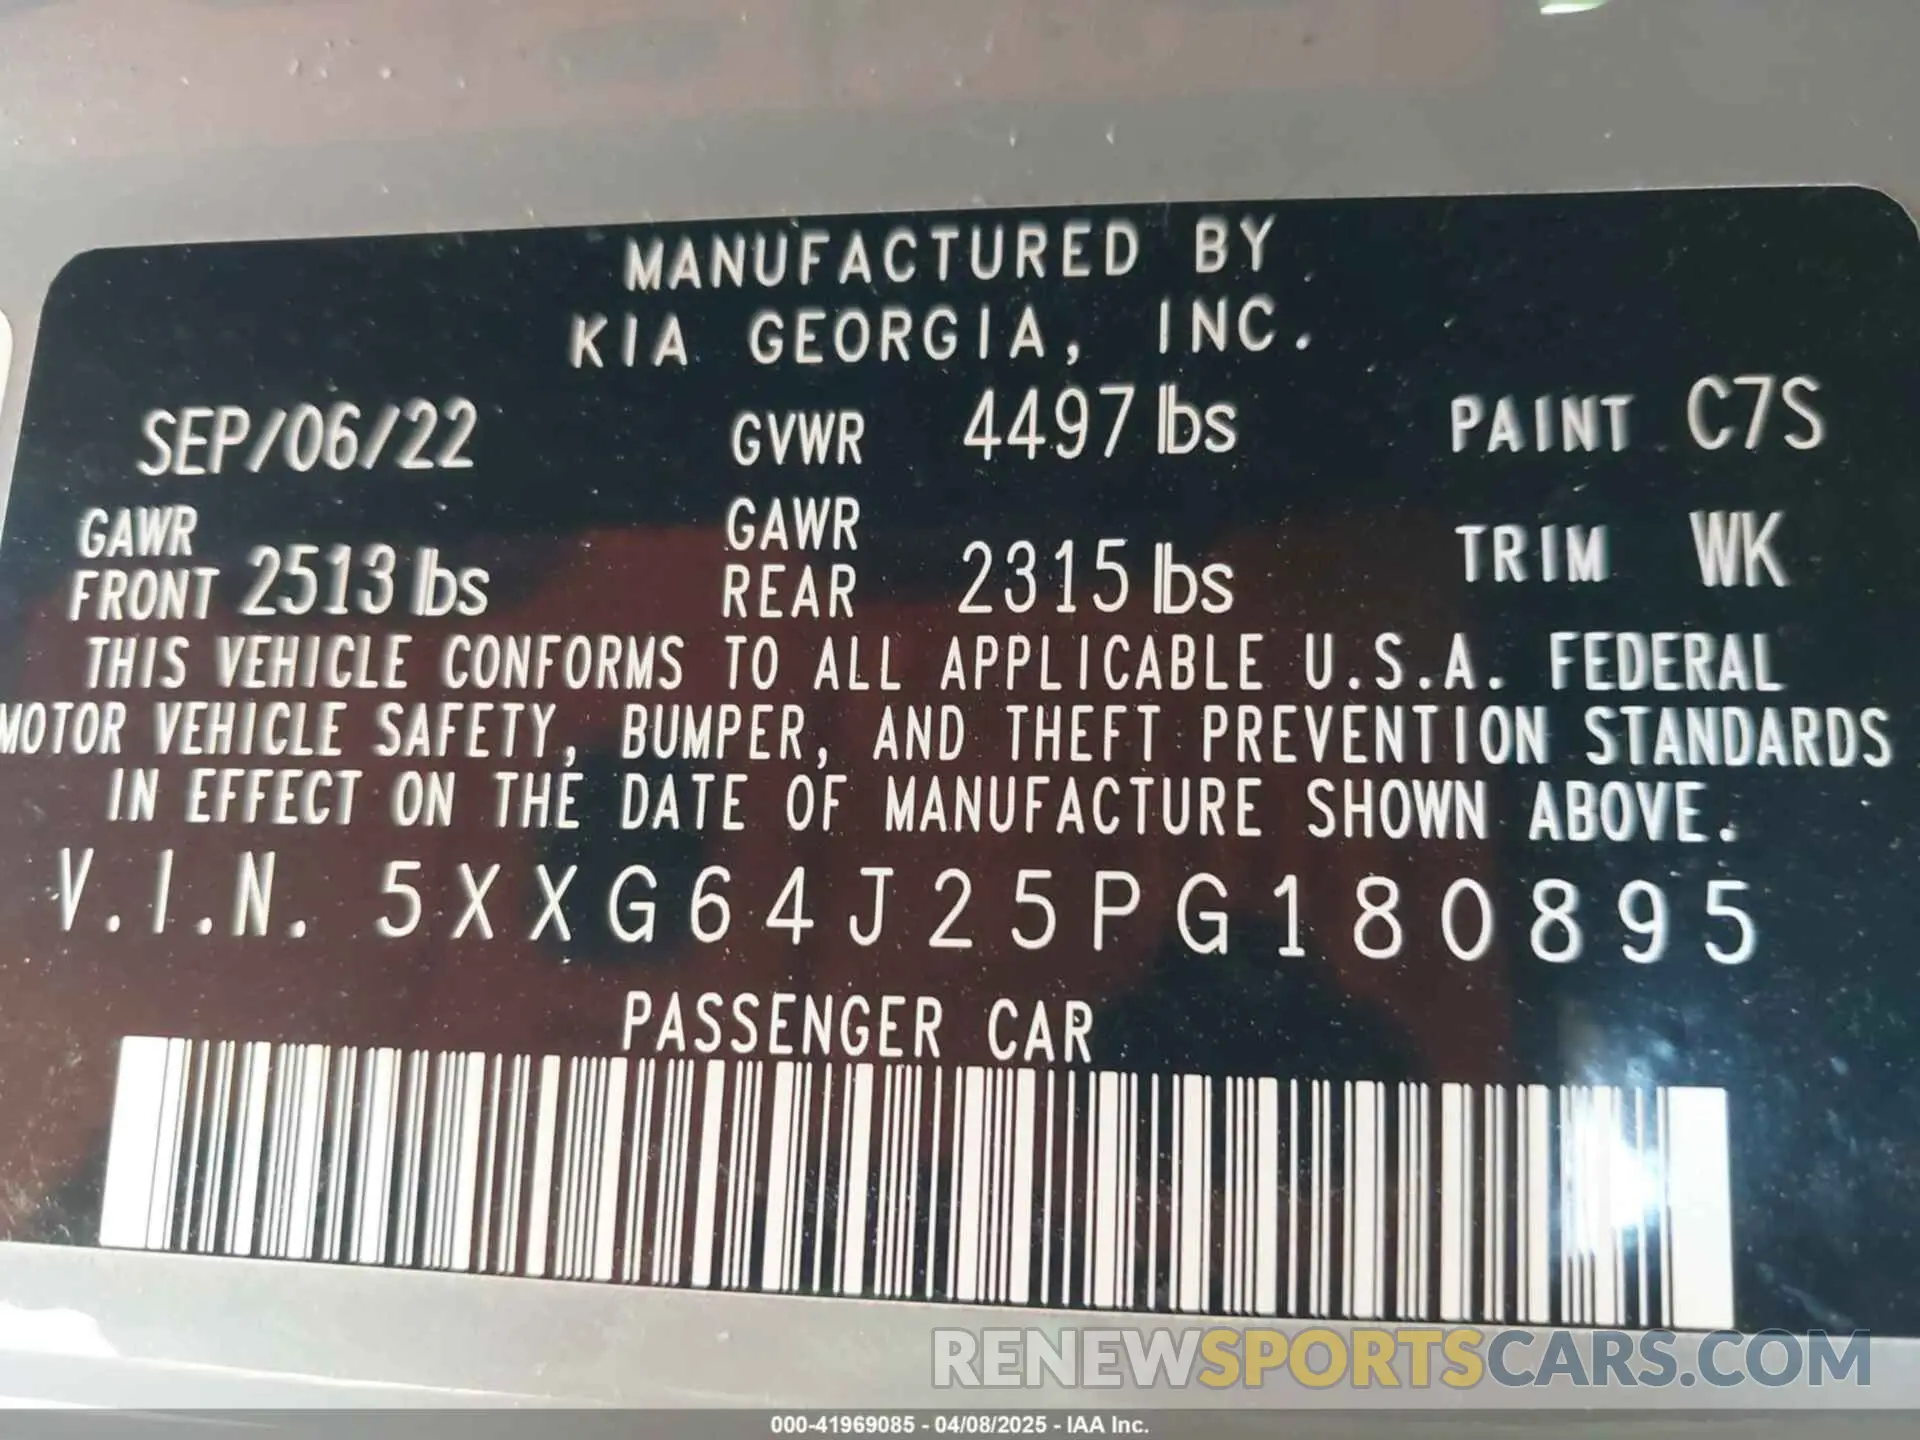 MANUFACTURED BY
KIA GEORGIA, INC.
SEP/06/22 GVWR 4497 lbs PAINT C7S
GAWR FRONT 2513 lbs GAWR REAR 2315 lbs TRIM WK
THIS VEHICLE CONFORMS TO ALL APPLICABLE U.S.A. FEDERAL
MOTOR VEHICLE SAFETY, BUMPER, AND THEFT PREVENTION STANDARDS
IN EFFECT ON THE DATE OF MANUFACTURE SHOWN ABOVE.
V.I.N. 5XXG64J25PG180895
PASSENGER CAR
RENEWSPORTSCARS.COM
000-41969085 - 04/08/2025 - IAA Inc.